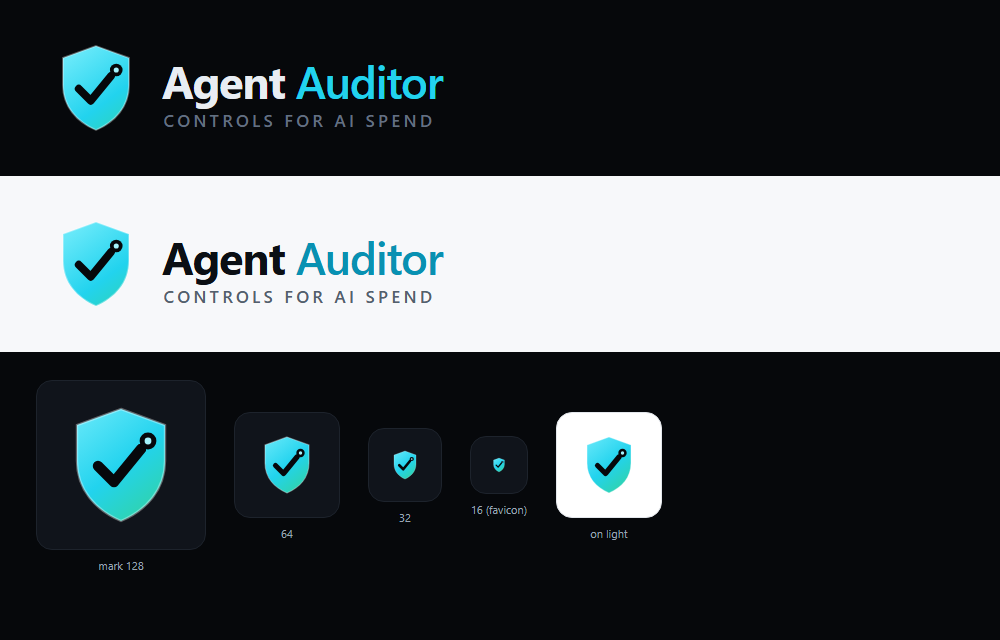 Agent Auditor
CONTROLS FOR AI SPEND
Agent Auditor
CONTROLS FOR AI SPEND
mark 128
64
32
16 (favicon)
on light